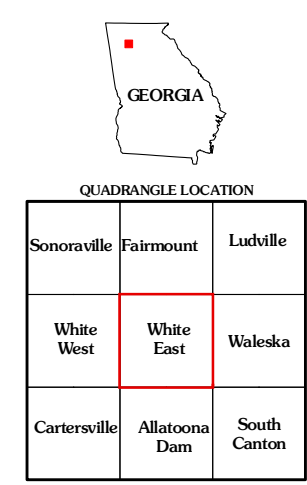 GEORGIA
QUADRANGLE LOCATION
Sonoraville Fairmount Ludville
White
West
White
East
Waleska
Cartersville
Allatoona
Dam
South
Canton